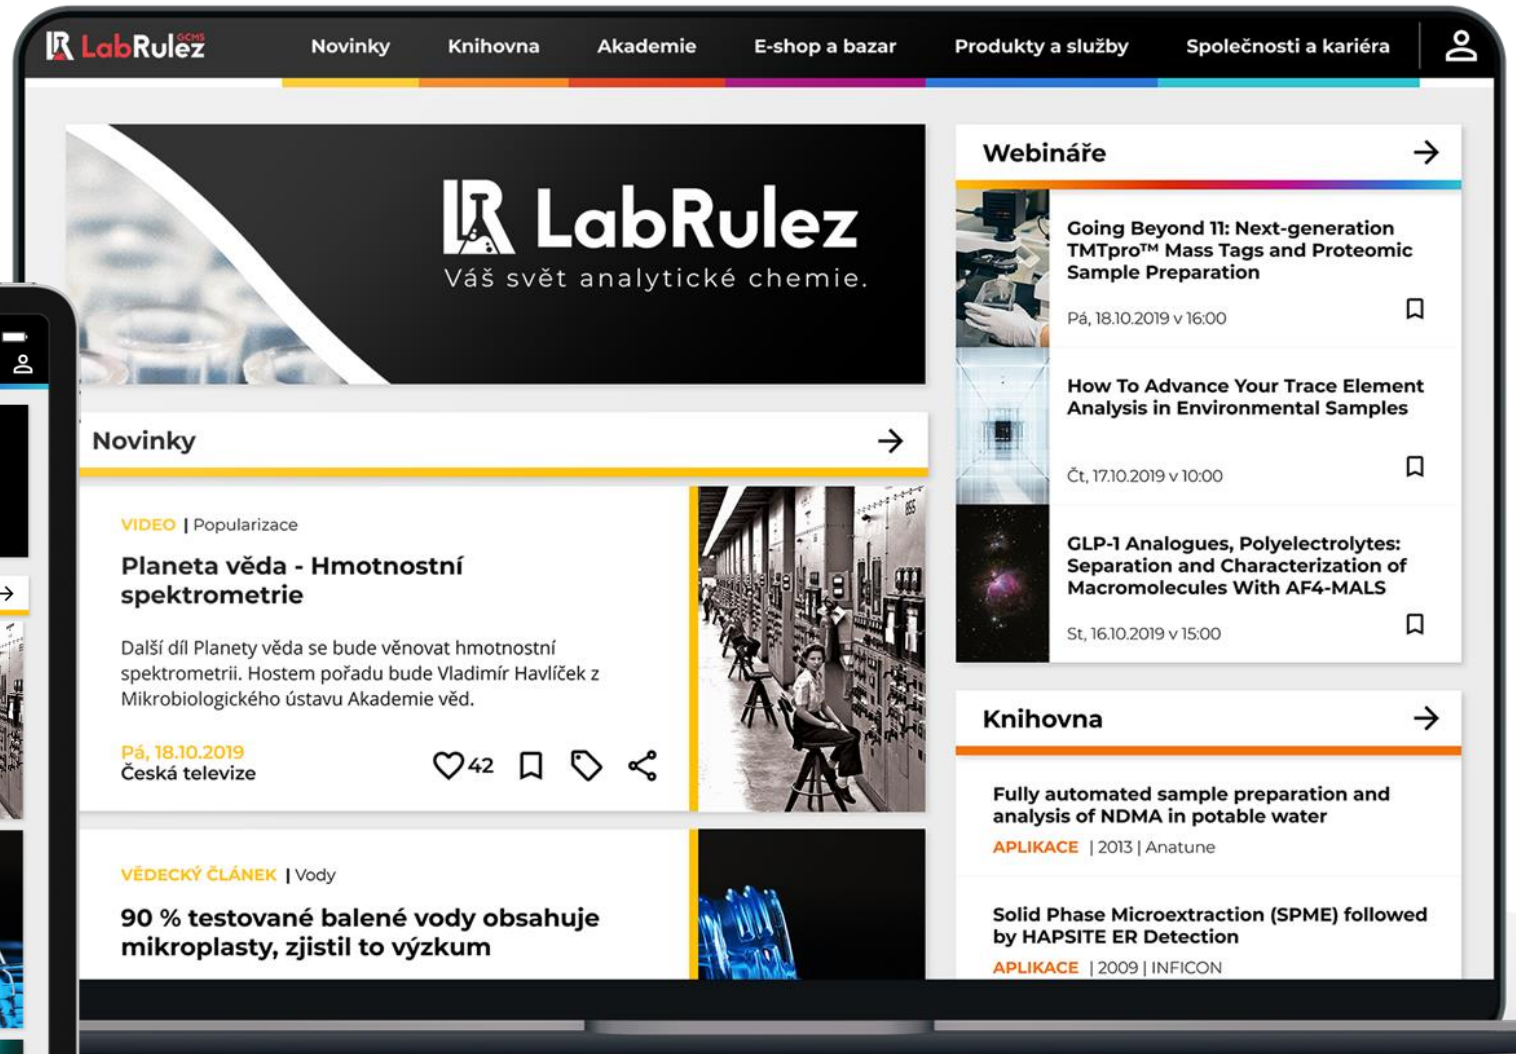 LabRulez GCMS
Novinky
Knihovna
Akademie
E-shop a bazar
Produkty a služby
Společnosti a kariéra
LabRulez
Váš svět analytické chemie.
Novinky
VIDEO | Popularizace
Planeta věda - Hmotnostní
spektrometrie
Další díl Planety věda se bude věnovat hmotnostní
spektrometrii. Hostem pořadu bude Vladimír Havlíček z
Mikrobiologického ústavu Akademie věd.
Pá, 18.10.2019
Česká televize
42
VĚDECKÝ ČLÁNEK | Vody
90 % testované balené vody obsahuje
mikroplasty, zjistil to výzkum
Webináře
Going Beyond 11: Next-generation
TMTpro™ Mass Tags and Proteomic
Sample Preparation
Pá, 18.10.2019 v 16:00
How To Advance Your Trace Element
Analysis in Environmental Samples
Čt, 17.10.2019 v 10:00
GLP-1 Analogues, Polyelectrolytes:
Separation and Characterization of
Macromolecules With AF4-MALS
St, 16.10.2019 v 15:00
Knihovna
Fully automated sample preparation and
analysis of NDMA in potable water
APLIKACE | 2013 | Anatune
Solid Phase Microextraction (SPME) followed
by HAPSITE ER Detection
APLIKACE | 2009 | INFICON
855